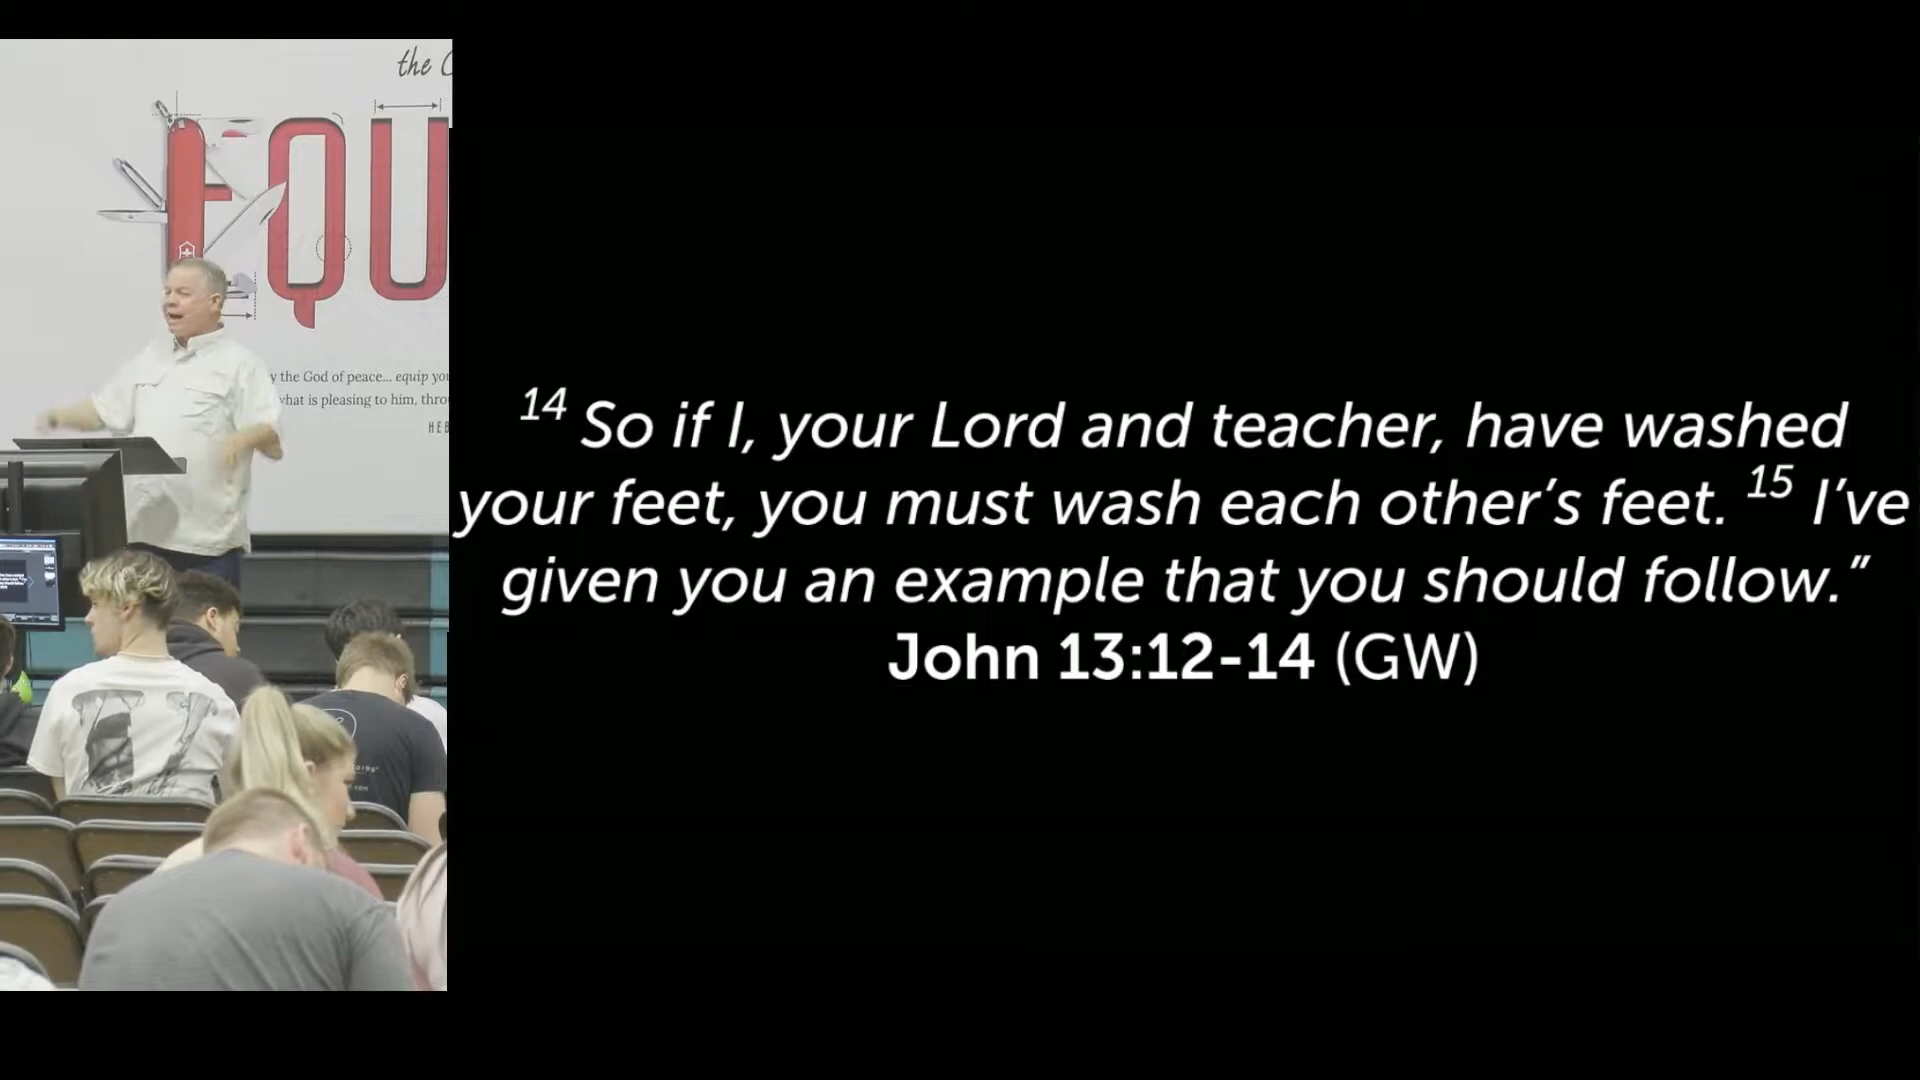 the
EQU
y the God of peace... equip you
what is pleasing to him, thro
HEB
14 So if I, your Lord and teacher, have washed
your feet, you must wash each other’s feet. 15 I’ve
given you an example that you should follow.”
John 13:12-14 (GW)